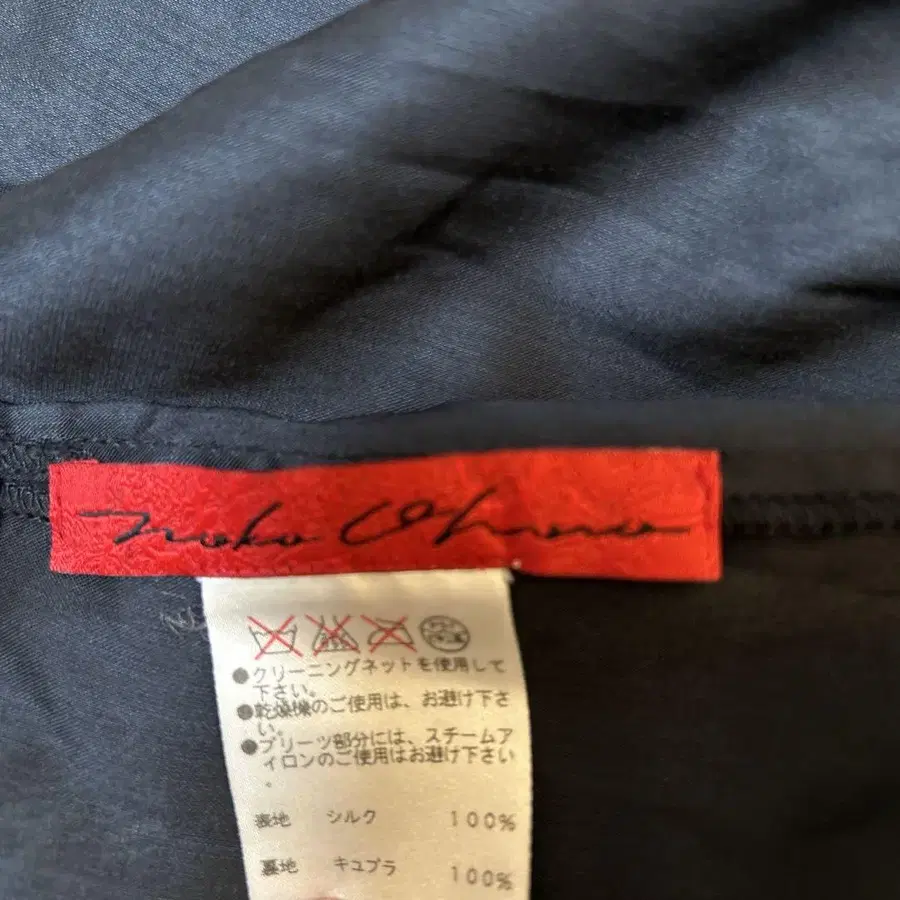 noko Ohno
●クリーニングネットを使用して
下さい。
●乾燥機のご使用は、お避け下さ
い。
●プリーツ部分には、スチームア
イロンのご使用はお避け下さい
。
表地 シルク 100%
裏地 キュプラ 100%